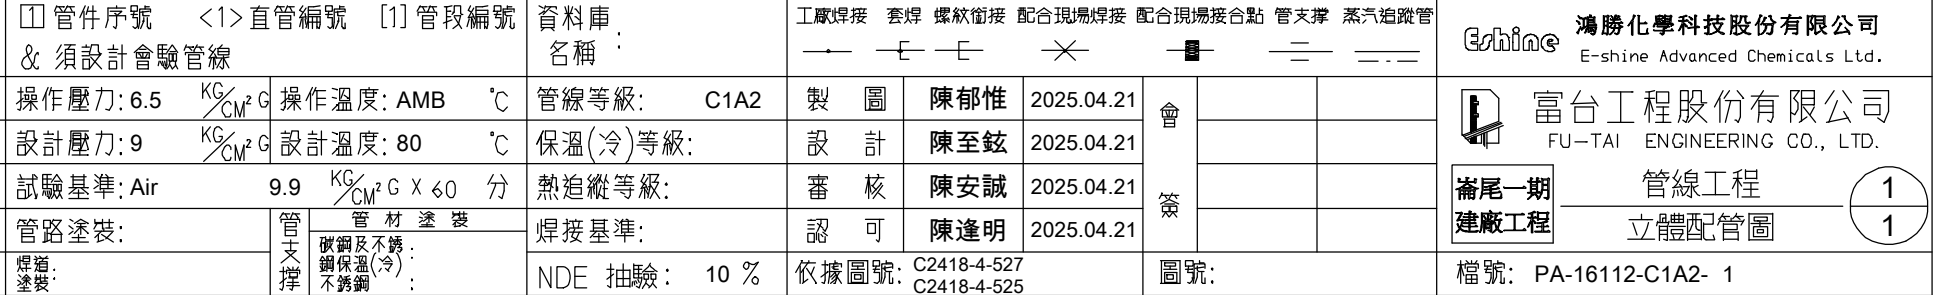 1 管件序號 <1>直管編號 [1]管段編號
& 須設計會驗管線
操作壓力: 6.5 KG/CM² G 操作溫度: AMB °C
設計壓力: 9 KG/CM² G 設計溫度: 80 °C
試驗基準: Air 9.9 KG/CM² G X 60 分
管路塗裝:
焊道
塗裝:
管支撐
管材塗裝
碳鋼及不銹
鋼保溫(冷) :
不銹鋼 :
資料庫
名稱 :
管線等級: C1A2
保溫(冷)等級:
熱追縱等級:
焊接基準:
NDE 抽驗: 10 %
工廠焊接 套焊 螺紋銜接 配合現場焊接 配合現場接合點 管支撐 蒸汽追蹤管
製圖 陳郁惟 2025.04.21
設計 陳至鉉 2025.04.21
審核 陳安誠 2025.04.21
認可 陳逢明 2025.04.21
會簽
依據圖號: C2418-4-527
C2418-4-525
圖號:
Eshine 鴻勝化學科技股份有限公司
E-shine Advanced Chemicals Ltd.
富台工程股份有限公司
FU-TAI ENGINEERING CO., LTD.
崙尾一期
建廠工程
管線工程
立體配管圖
1
1
檔號: PA-16112-C1A2- 1